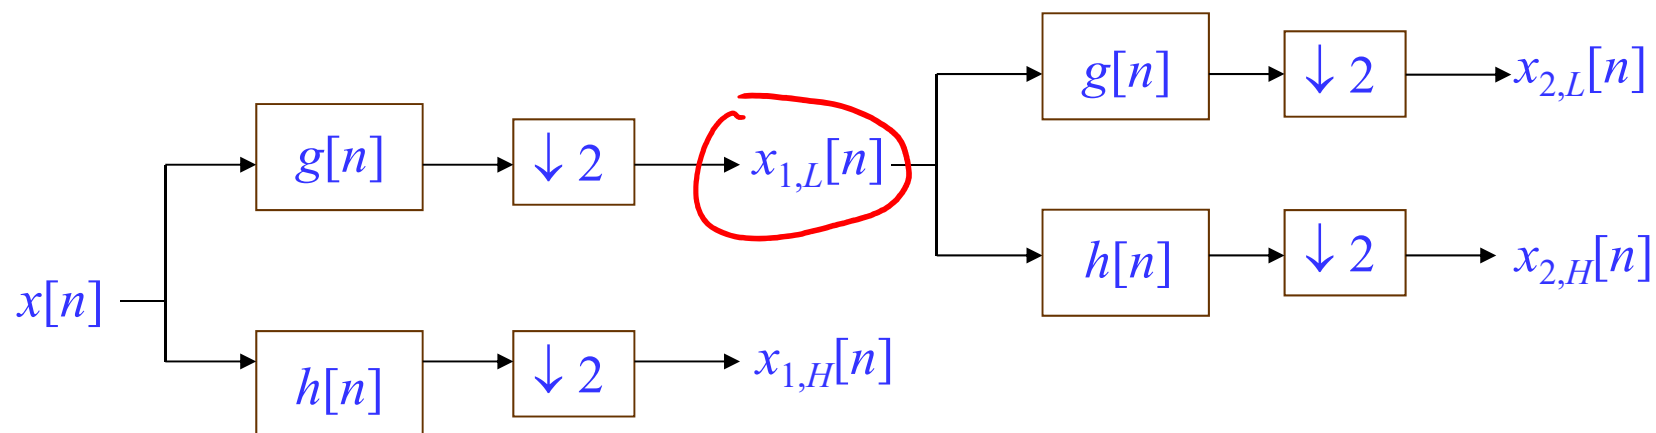 g[n]
↓ 2
x2,L[n]
g[n]
↓ 2
x1,L[n]
h[n]
↓ 2
x2,H[n]
x[n]
h[n]
↓ 2
x1,H[n]